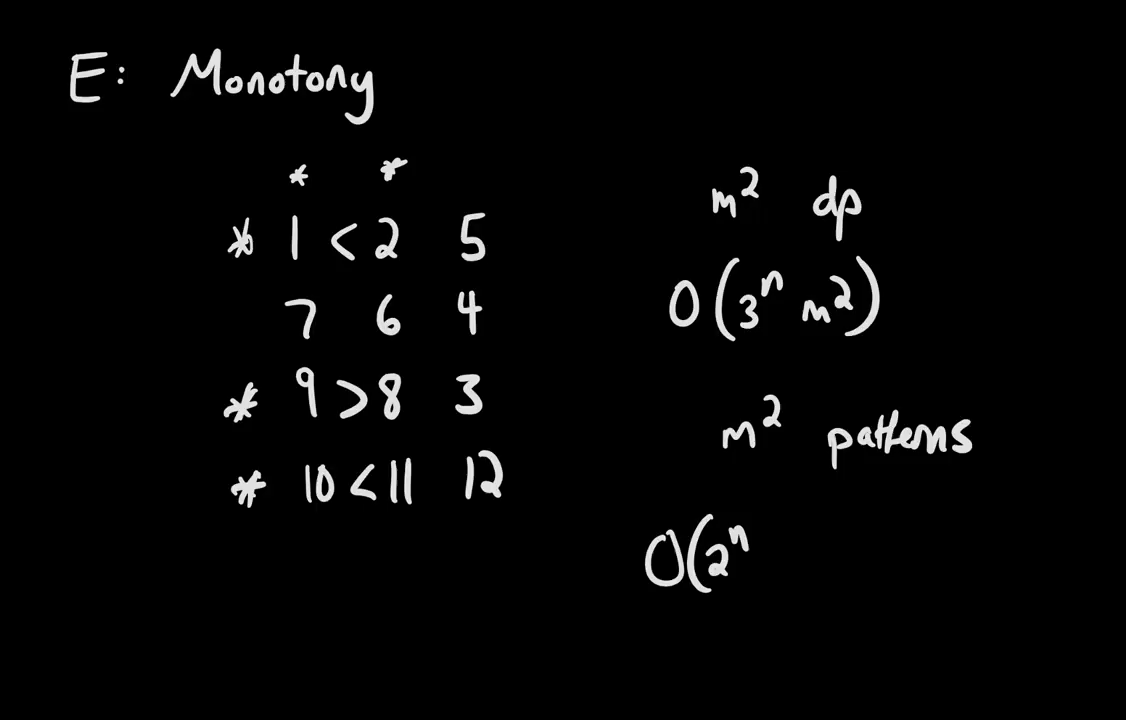 E: Monotony
* *
* 1 < 2 5
7 6 4
* 9 > 8 3
* 10 < 11 12
m² dp
O(3ⁿ m²)
m² patterns
O(2ⁿ